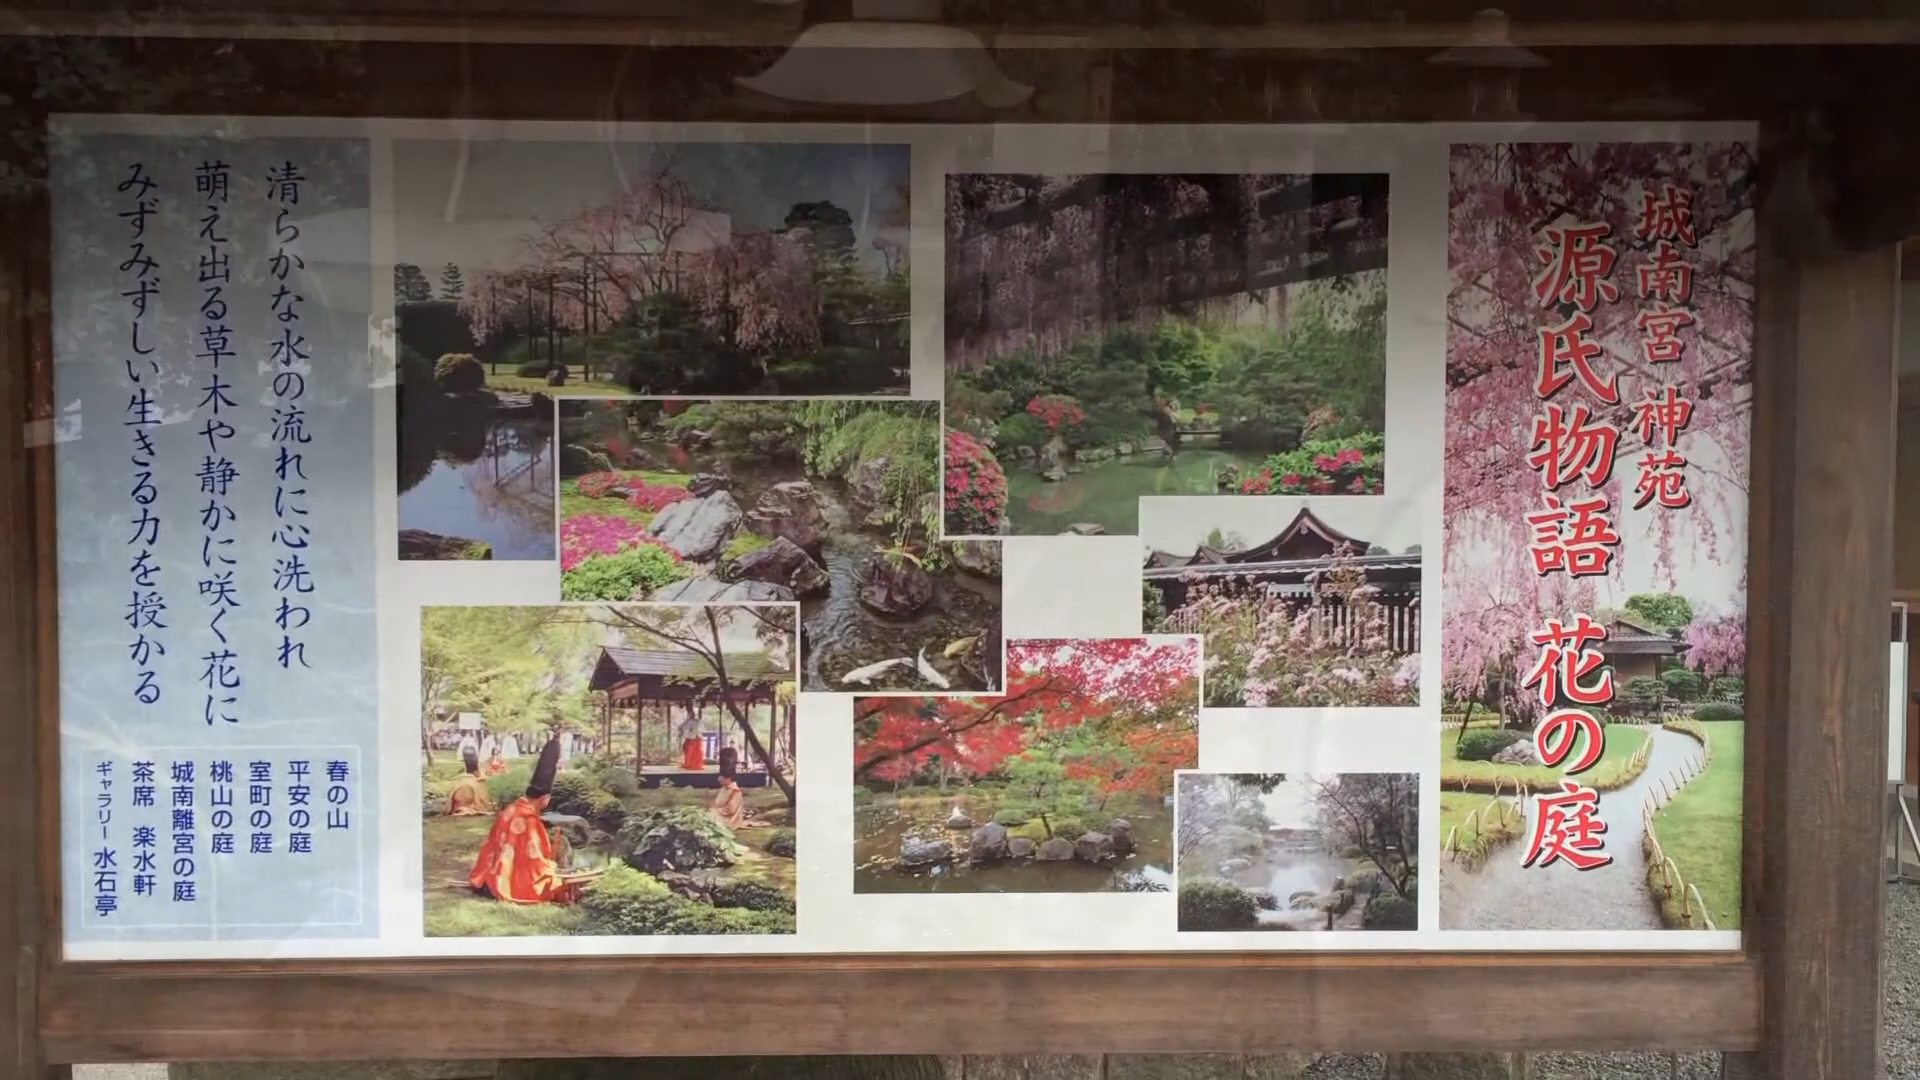 城南宮 神苑
源氏物語 花の庭
清らかな水の流れに心洗われ
萌え出る草木や静かに咲く花に
みずみずしい生きる力を授かる
春の山
平安の庭
室町の庭
桃山の庭
城南離宮の庭
茶席 楽水軒
ギャラリー 水石亭